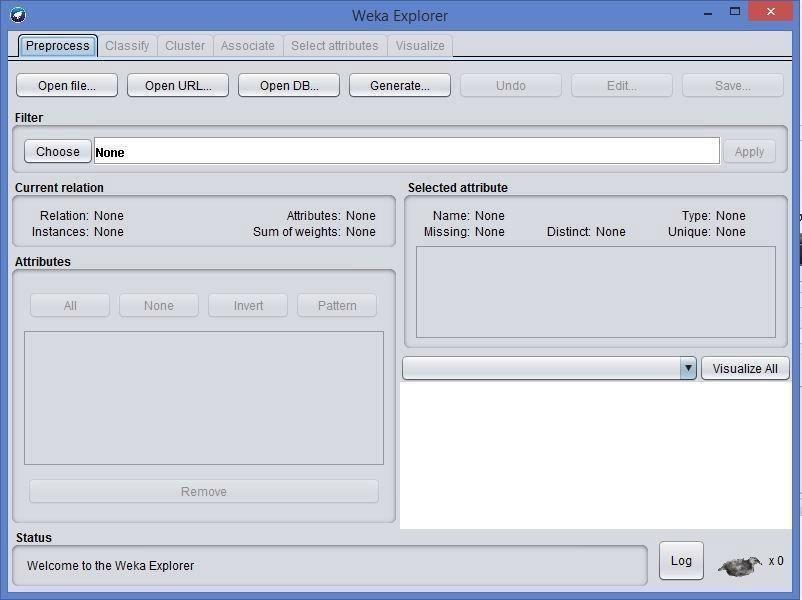 Weka Explorer
Preprocess Classify Cluster Associate Select attributes Visualize
Open file... Open URL... Open DB... Generate... Undo Edit... Save...
Filter
Choose None Apply
Current relation
Relation: None Attributes: None
Instances: None Sum of weights: None
Selected attribute
Name: None Type: None
Missing: None Distinct: None Unique: None
Attributes
All None Invert Pattern
Remove
Visualize All
Status
Welcome to the Weka Explorer
Log x 0